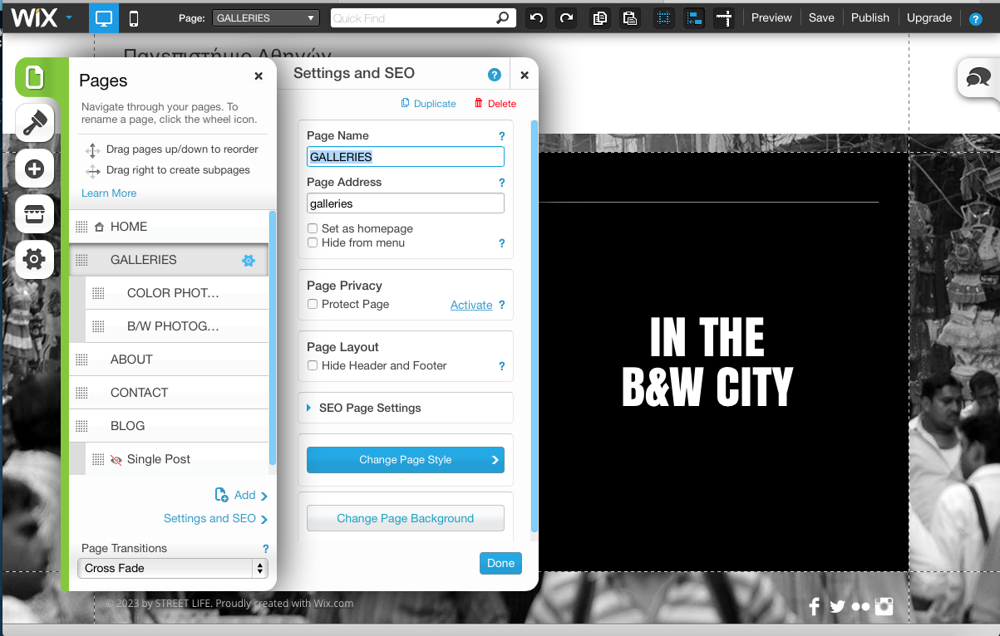 WiX
Page: GALLERIES Quick Find Preview Save Publish Upgrade ?
Πανεπιστήμιο Αθηνών
Pages
Navigate through your pages. To
rename a page, click the wheel icon.
Drag pages up/down to reorder
Drag right to create subpages
Learn More
HOME
GALLERIES
COLOR PHOT...
B/W PHOTOG...
ABOUT
CONTACT
BLOG
Single Post
Add
Settings and SEO
Page Transitions ?
Cross Fade
Settings and SEO ?
Duplicate Delete
Page Name ?
GALLERIES
Page Address ?
galleries
Set as homepage
Hide from menu ?
Page Privacy
Protect Page Activate ?
Page Layout
Hide Header and Footer ?
SEO Page Settings
Change Page Style
Change Page Background
Done
IN THE
B&W CITY
© 2023 by STREET LIFE. Proudly created with Wix.com